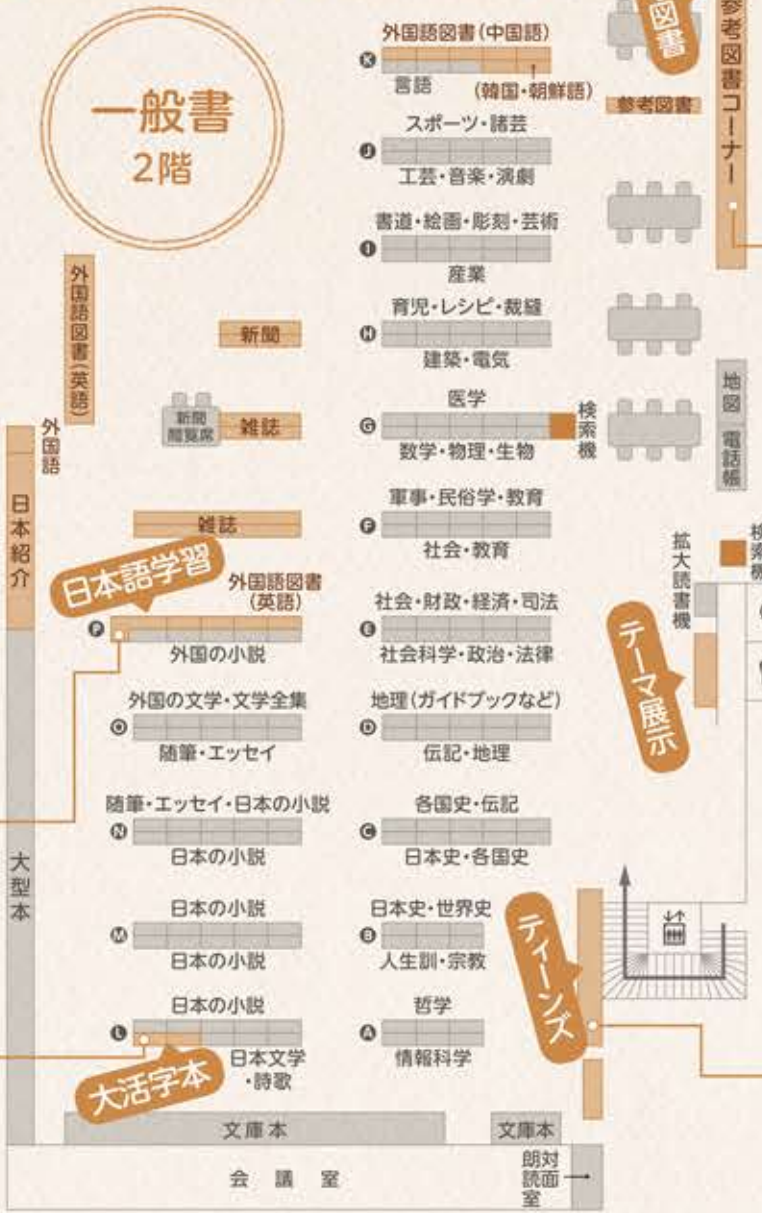 一般書
2階
外国語図書(中国語)
K
言語
(韓国・朝鮮語)
スポーツ・諸芸
J
工芸・音楽・演劇
書道・絵画・彫刻・芸術
I
産業
育児・レシピ・裁縫
H
建築・電気
医学
G
検索機
数学・物理・生物
軍事・民俗学・教育
F
社会・教育
社会・財政・経済・司法
E
社会科学・政治・法律
地理(ガイドブックなど)
D
伝記・地理
各国史・伝記
C
日本史・各国史
日本史・世界史
B
人生訓・宗教
哲学
A
情報科学
図書
参考図書コーナー
参考図書
地図
電話帳
検索機
拡大読書機
テーマ展示
ティーンズ
外国語図書(英語)
新聞
新聞
閲覧席
雑誌
雑誌
外国語
日本紹介
大型本
日本語学習
外国語図書
(英語)
P
外国の小説
外国の文学・文学全集
O
随筆・エッセイ
随筆・エッセイ・日本の小説
N
日本の小説
日本の小説
M
日本の小説
日本の小説
L
日本文学
・詩歌
大活字本
文庫本
文庫本
会議室
対面
朗読室